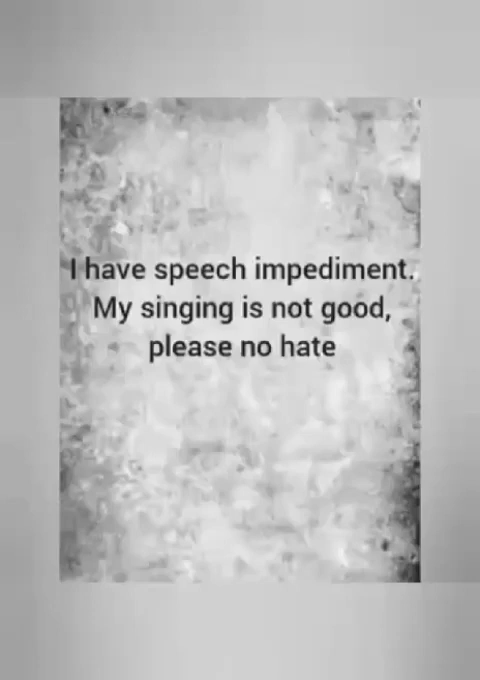 I have speech impediment.
My singing is not good,
please no hate